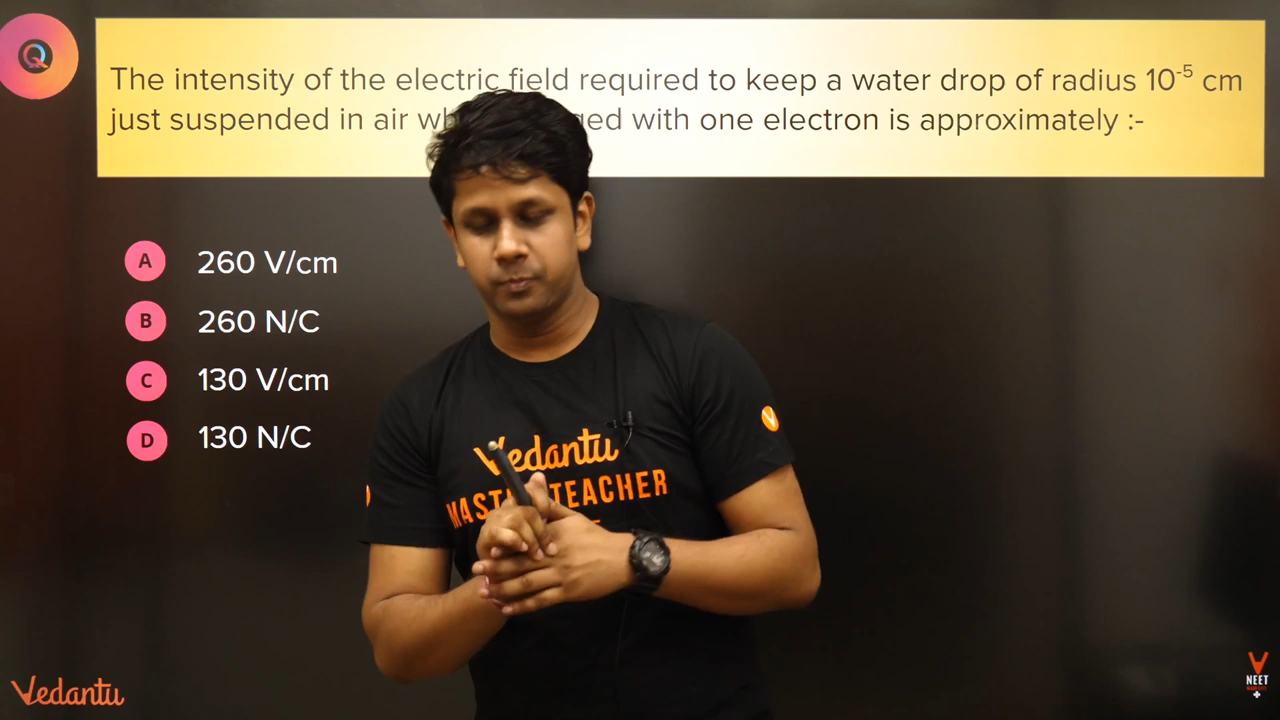 The intensity of the electric field required to keep a water drop of radius 10⁻⁵ cm
just suspended in air with one electron is approximately :-
A 260 V/cm
B 260 N/C
C 130 V/cm
D 130 N/C
Vedantu
TEACHER
Vedantu
V
NEET